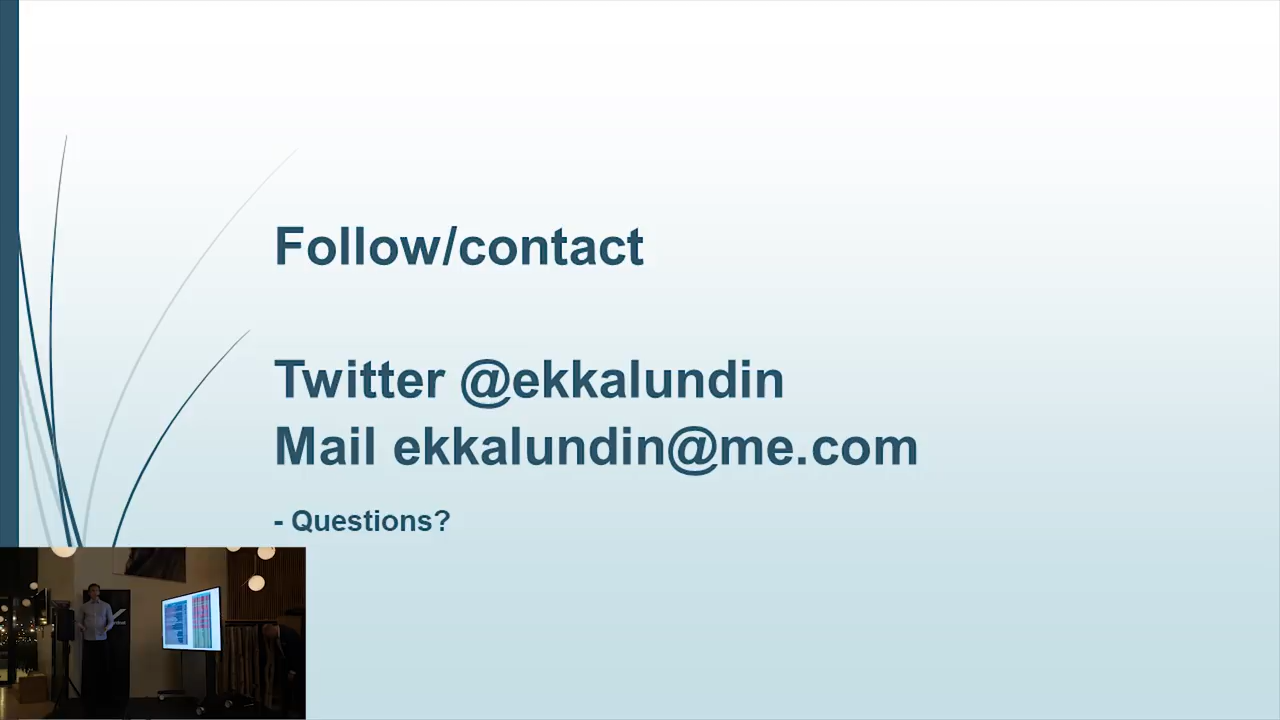 Follow/contact
Twitter @ekkalundin
Mail ekkalundin@me.com
- Questions?